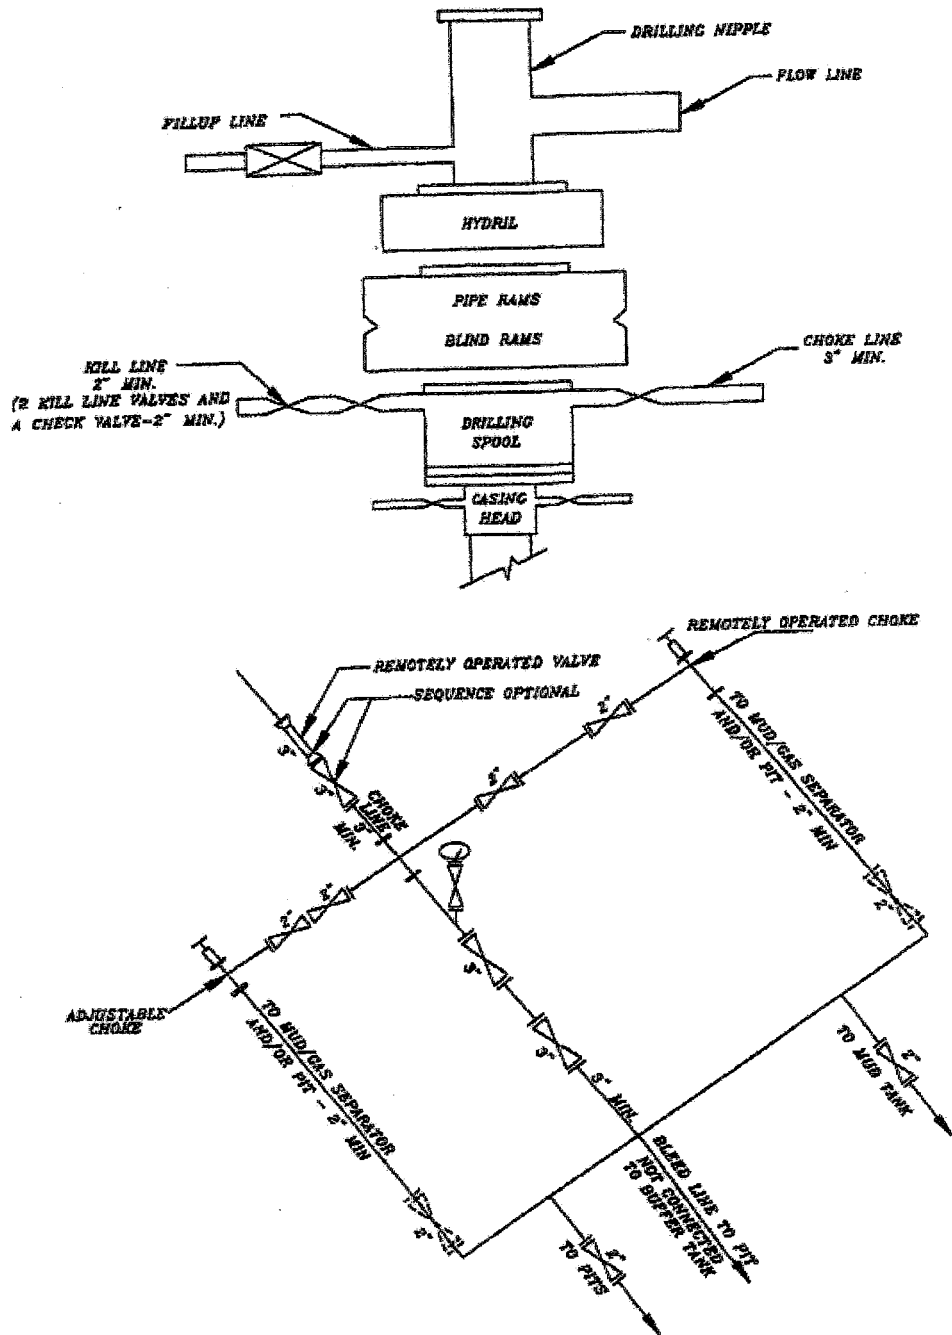 DRILLING NIPPLE
FLOW LINE
FILLUP LINE
HYDRIL
PIPE RAMS
BLIND RAMS
CHOKE LINE
3" MIN.
KILL LINE
2" MIN.
(2 KILL LINE VALVES AND
A CHECK VALVE-2" MIN.)
DRILLING
SPOOL
CASING
HEAD
REMOTELY OPERATED CHOKE
REMOTELY OPERATED VALVE
SEQUENCE OPTIONAL
3"
3"
CHOKE
LINE
3"
MIN.
2"
2"
TO MUD/GAS SEPARATOR
AND/OR PIT - 2" MIN
2"
2"
2"
ADJUSTABLE
CHOKE
TO MUD/GAS SEPARATOR
AND/OR PIT - 2" MIN
2"
3"
3"
3" MIN.
BLEED LINE TO PIT
NOT CONNECTED
TO BUFFER TANK
2"
TO MUD TANK
2"
TO PITS